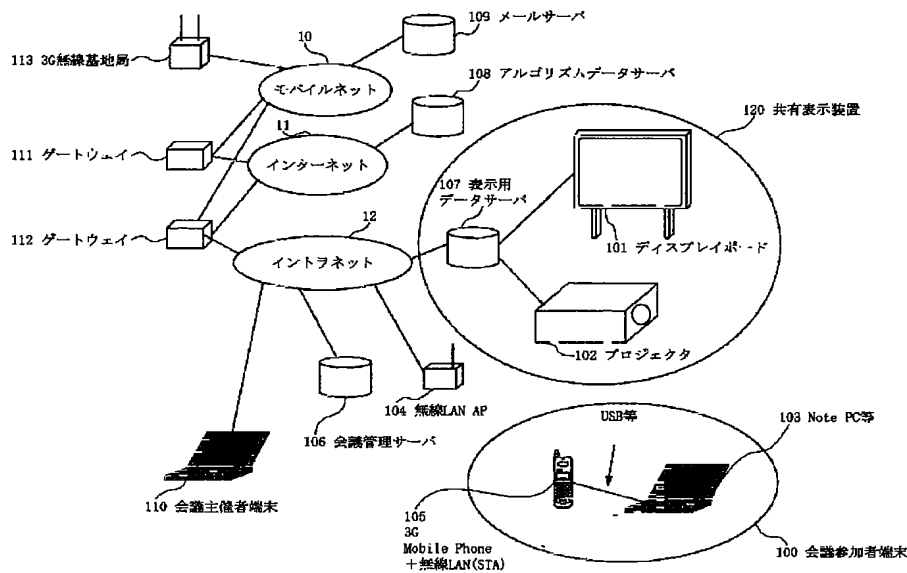 109 メールサーバ
10
113 3G無線基地局
モバイルネット
108 アルゴリズムデータサーバ
120 共有表示装置
11
111 ゲートウェイ
インターネット
107 表示用
データサーバ
112 ゲートウェイ
12
イントラネット
101 ディスプレイボード
102 プロジェクタ
104 無線LAN AP
106 会議管理サーバ
USB等
103 Note PC等
110 会議主催者端末
105
3G
Mobile Phone
＋無線LAN(STA)
100 会議参加者端末